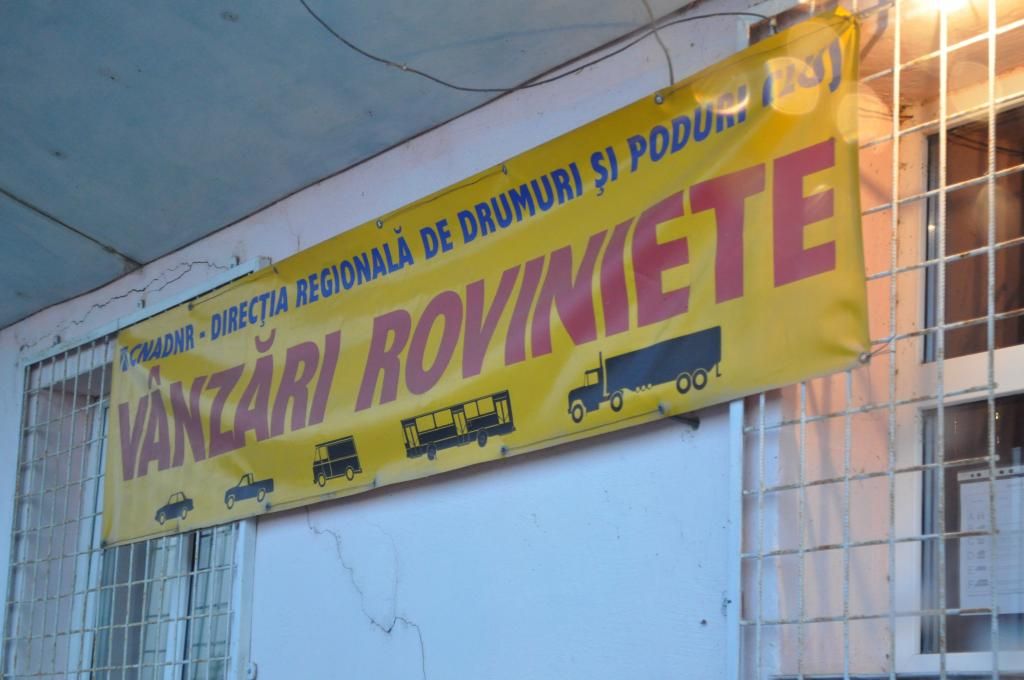 CNADNR - DIRECȚIA REGIONALĂ DE DRUMURI ȘI PODURI
VÂNZĂRI ROVINIETE